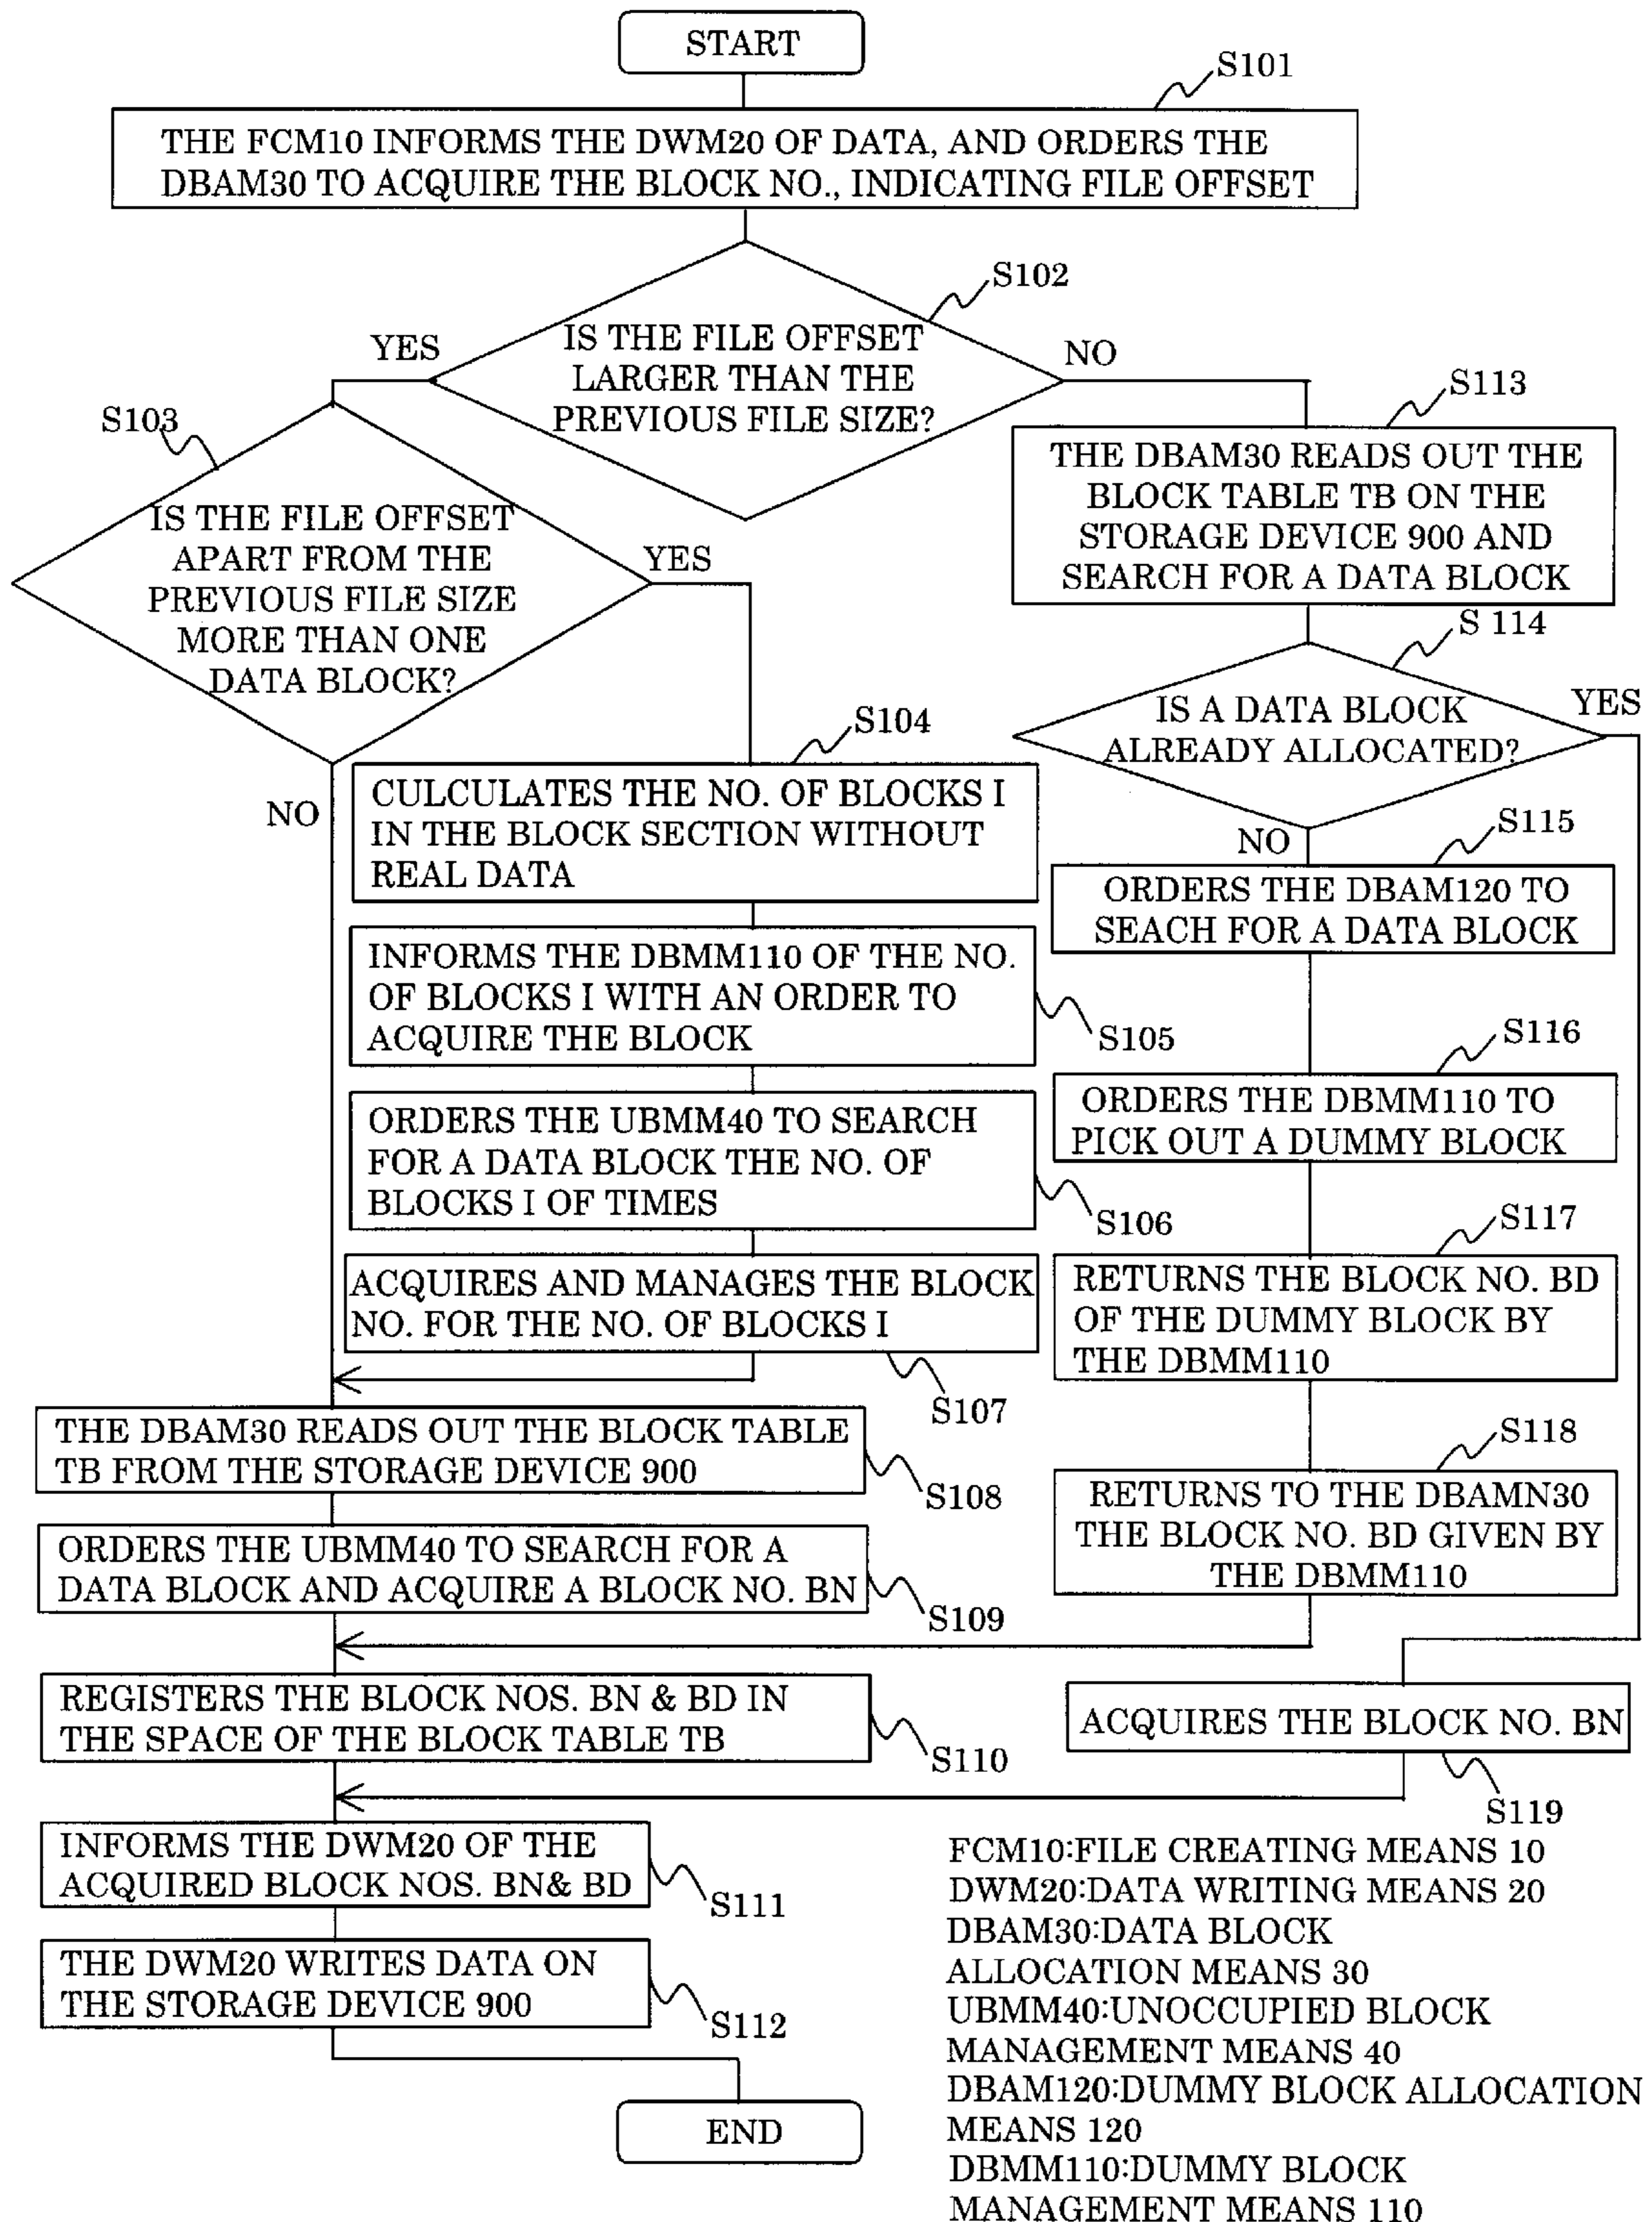 START
S101
THE FCM10 INFORMS THE DWM20 OF DATA, AND ORDERS THE
DBAM30 TO ACQUIRE THE BLOCK NO., INDICATING FILE OFFSET
S102
IS THE FILE OFFSET
LARGER THAN THE
PREVIOUS FILE SIZE?
YES
NO
S103
IS THE FILE OFFSET
APART FROM THE
PREVIOUS FILE SIZE
MORE THAN ONE
DATA BLOCK?
YES
NO
S104
CULCULATES THE NO. OF BLOCKS I
IN THE BLOCK SECTION WITHOUT
REAL DATA
INFORMS THE DBMM110 OF THE NO.
OF BLOCKS I WITH AN ORDER TO
ACQUIRE THE BLOCK
S105
ORDERS THE UBMM40 TO SEARCH
FOR A DATA BLOCK THE NO. OF
BLOCKS I OF TIMES
S106
ACQUIRES AND MANAGES THE BLOCK
NO. FOR THE NO. OF BLOCKS I
S107
THE DBAM30 READS OUT THE BLOCK TABLE
TB FROM THE STORAGE DEVICE 900
S108
ORDERS THE UBMM40 TO SEARCH FOR A
DATA BLOCK AND ACQUIRE A BLOCK NO. BN
S109
REGISTERS THE BLOCK NOS. BN & BD IN
THE SPACE OF THE BLOCK TABLE TB
S110
INFORMS THE DWM20 OF THE
ACQUIRED BLOCK NOS. BN& BD
S111
THE DWM20 WRITES DATA ON
THE STORAGE DEVICE 900
S112
END
S113
THE DBAM30 READS OUT THE
BLOCK TABLE TB ON THE
STORAGE DEVICE 900 AND
SEARCH FOR A DATA BLOCK
S 114
IS A DATA BLOCK
ALREADY ALLOCATED?
YES
NO
S115
ORDERS THE DBAM120 TO
SEACH FOR A DATA BLOCK
S116
ORDERS THE DBMM110 TO
PICK OUT A DUMMY BLOCK
S117
RETURNS THE BLOCK NO. BD
OF THE DUMMY BLOCK BY
THE DBMM110
S118
RETURNS TO THE DBAMN30
THE BLOCK NO. BD GIVEN BY
THE DBMM110
ACQUIRES THE BLOCK NO. BN
S119
FCM10:FILE CREATING MEANS 10
DWM20:DATA WRITING MEANS 20
DBAM30:DATA BLOCK
ALLOCATION MEANS 30
UBMM40:UNOCCUPIED BLOCK
MANAGEMENT MEANS 40
DBAM120:DUMMY BLOCK ALLOCATION
MEANS 120
DBMM110:DUMMY BLOCK
MANAGEMENT MEANS 110